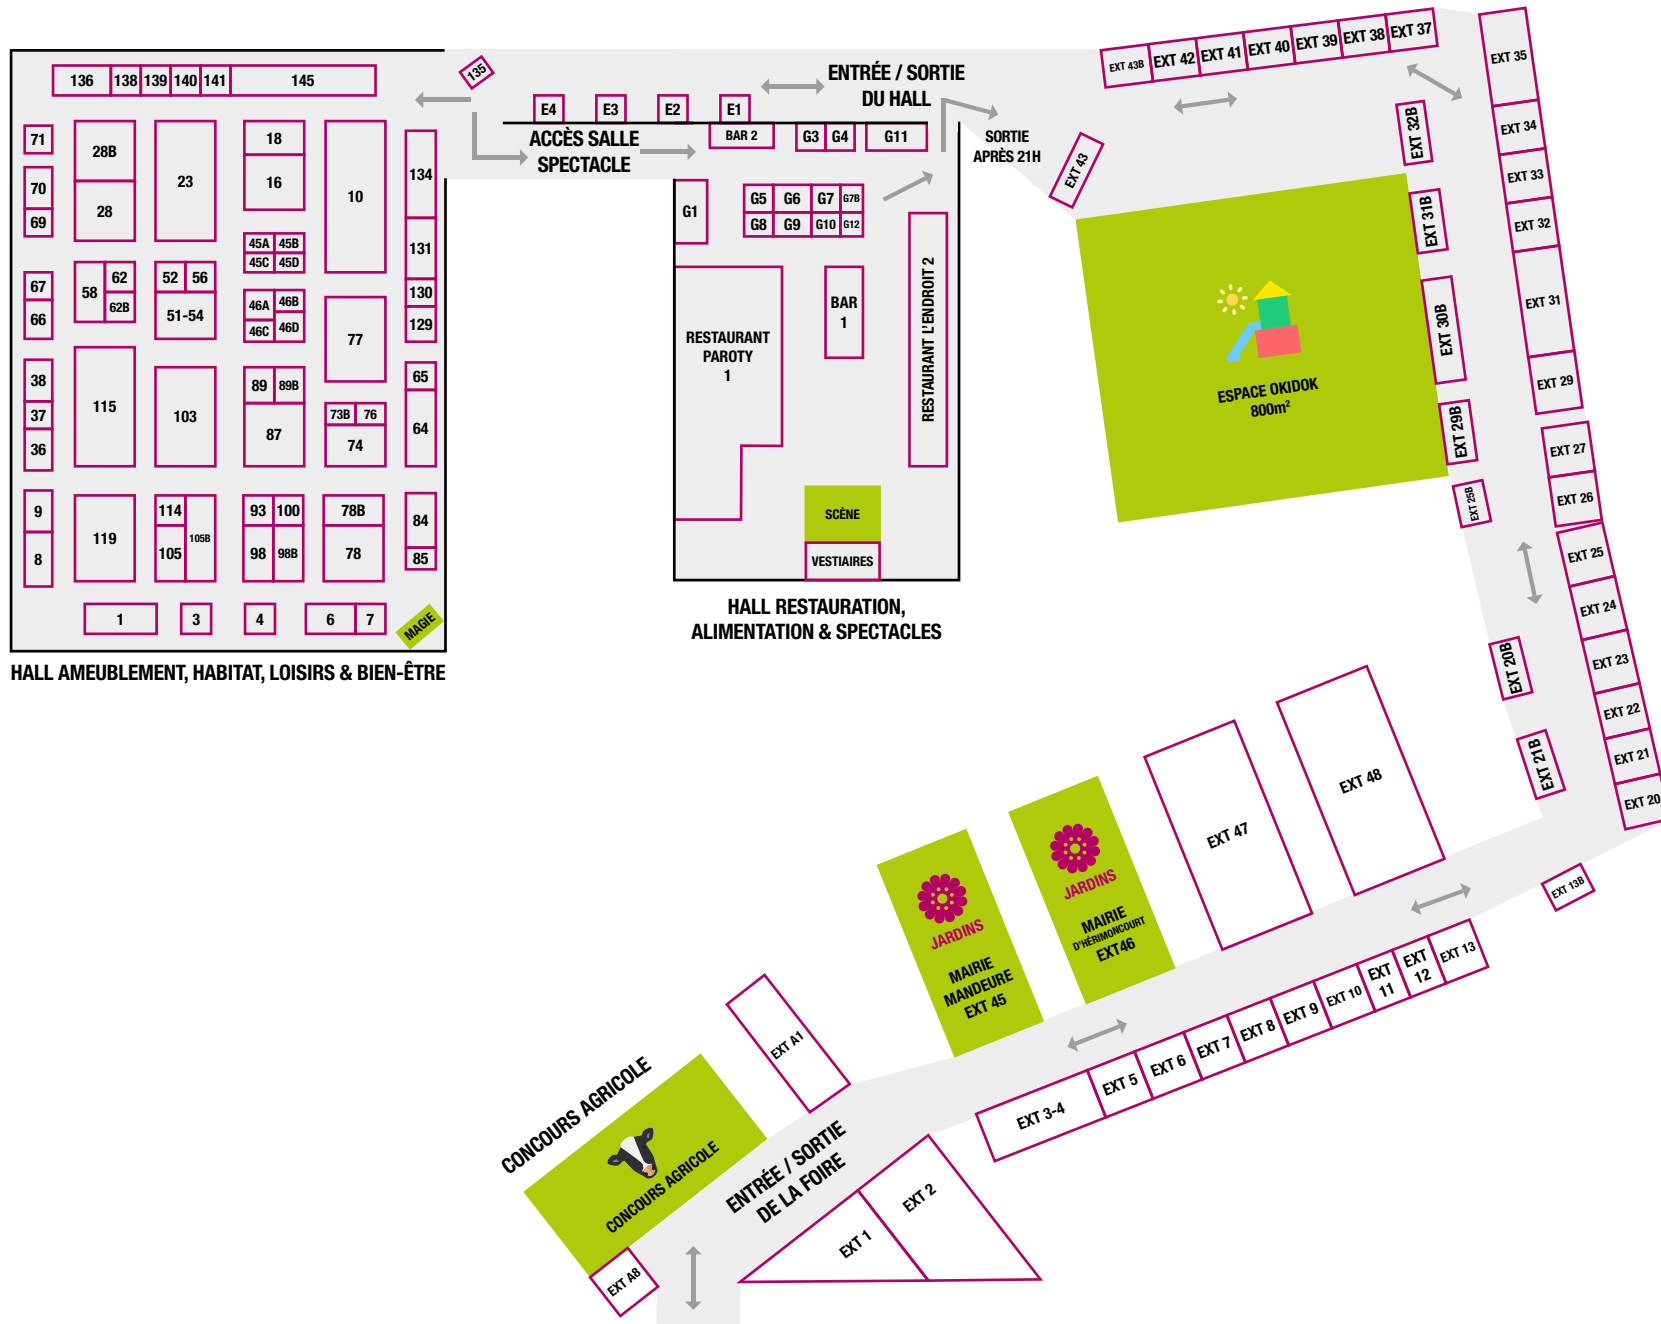 136 138 139 140 141 145
135
71
70
69
67
66
38
37
36
9
8
28B
28
58
62
62B
115
119
23
52 56
51-54
103
114
105
105B
18
16
45A 45B
45C 45D
46A 46B
46C 46D
89 89B
87
93 100
98 98B
10
77
73B 76
74
78B
78
134
131
130
129
65
64
84
85
1 3 4 6 7
MAGIE
HALL AMEUBLEMENT, HABITAT, LOISIRS & BIEN-ÊTRE
E4 E3 E2 E1
ENTRÉE / SORTIE
DU HALL
ACCÈS SALLE
SPECTACLE
BAR 2
G3 G4 G11
SORTIE
APRÈS 21H
G1
G5 G6 G7 G7B
G8 G9 G10 G12
RESTAURANT
PAROTY
1
BAR
1
RESTAURANT L'ENDROIT 2
SCÈNE
VESTIAIRES
HALL RESTAURATION,
ALIMENTATION & SPECTACLES
EXT 43B EXT 42 EXT 41 EXT 40 EXT 39 EXT 38 EXT 37
EXT 43
EXT 35
EXT 34
EXT 33
EXT 32
EXT 31
EXT 29
EXT 27
EXT 26
EXT 25
EXT 24
EXT 23
EXT 22
EXT 21
EXT 20
EXT 32B
EXT 31B
EXT 30B
EXT 29B
EXT 25B
EXT 20B
EXT 21B
ESPACE OKIDOK
800m²
EXT 48
EXT 47
JARDINS
MAIRIE
D'HÉRIMONCOURT
EXT46
JARDINS
MAIRIE
MANDEURE
EXT 45
EXT 13B
EXT 3-4 EXT 5 EXT 6 EXT 7 EXT 8 EXT 9 EXT 10
EXT
11
EXT
12
EXT 13
EXT A1
CONCOURS AGRICOLE
CONCOURS AGRICOLE
ENTRÉE / SORTIE
DE LA FOIRE
EXT 1
EXT 2
EXT A8